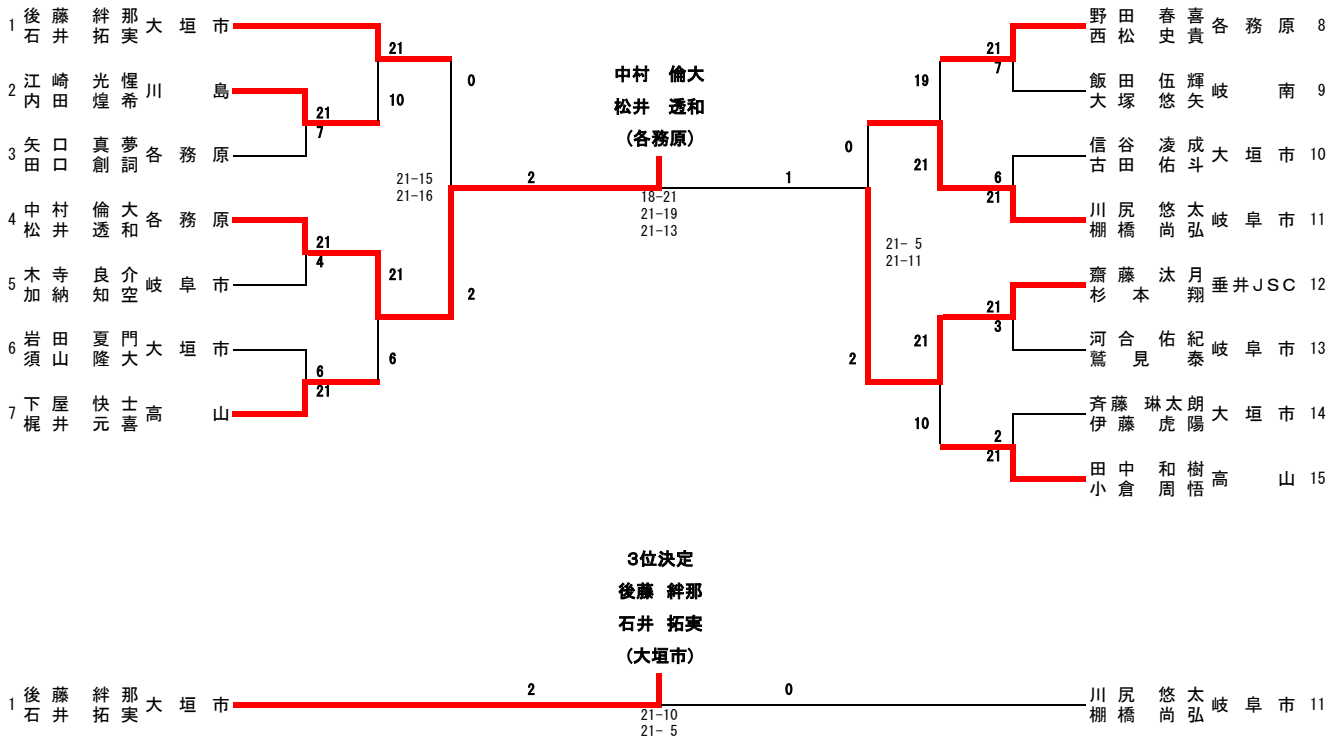 1 後藤 絆那 大垣市
石井 拓実
21
2 江崎 光惺 川島
内田 煌希
21
7
10
3 矢口 真夢 各務原
田口 創詞
0
21-15
21-16
4 中村 倫大 各務原
松井 透和
21
4
21
5 木寺 良介 岐阜市
加納 知空
2
6 岩田 夏門 大垣市
須山 隆大
6
21
6
7 下屋 快士 高山
梶井 元喜
中村 倫大
松井 透和
(各務原)
2
1
18-21
21-19
21-13
野田 春喜 各務原 8
西松 史貴
21
7
19
飯田 伍輝 岐南 9
大塚 悠矢
0
信谷 凌成 大垣市 10
古田 佑斗
21
6
21
川尻 悠太 岐阜市 11
棚橋 尚弘
21- 5
21-11
齋藤 汰月 垂井JSC 12
杉本 翔
21
3
21
河合 佑紀 岐阜市 13
鷲見 泰
2
斉藤 琳太朗 大垣市 14
伊藤 虎陽
10
2
21
田中 和樹 高山 15
小倉 周悟
3位決定
後藤 絆那
石井 拓実
(大垣市)
1 後藤 絆那 大垣市
石井 拓実
2
0
21-10
21- 5
川尻 悠太 岐阜市 11
棚橋 尚弘